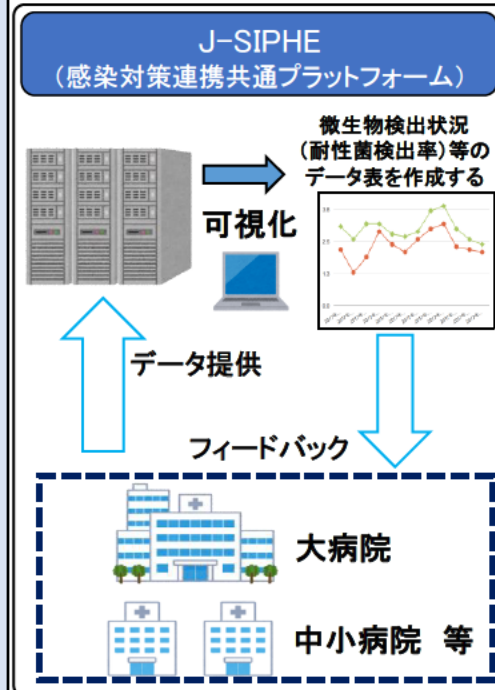 J-SIPHE
（感染対策連携共通プラットフォーム）
微生物検出状況
（耐性菌検出率）等の
データ表を作成する
可視化
データ提供
フィードバック
大病院
中小病院 等